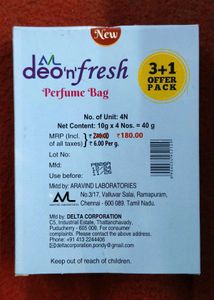 New
deo'n'fresh
Perfume Bag
3+1
OFFER
PACK
No. of Unit: 4N
Net Content: 10g x 4 Nos. = 40 g
MRP (Incl.
of all taxes)
₹180.00
₹ 6.00 Per g.
Lot No:
Mfd:
Use before:
Mktd by: ARAVIND LABORATORIES
No.3/17, Valluvar Salai, Ramapuram,
Chennai - 600 089. Tamil Nadu.
Mfd by: DELTA CORPORATION
C5, Industrial Estate, Thattanchavady,
Puducherry - 605 009. For consumer
complaints. Please contact the above address.
Phone: +91 413 2244406
deltacorporation.pondy@gmail.com
Keep out of reach of children.